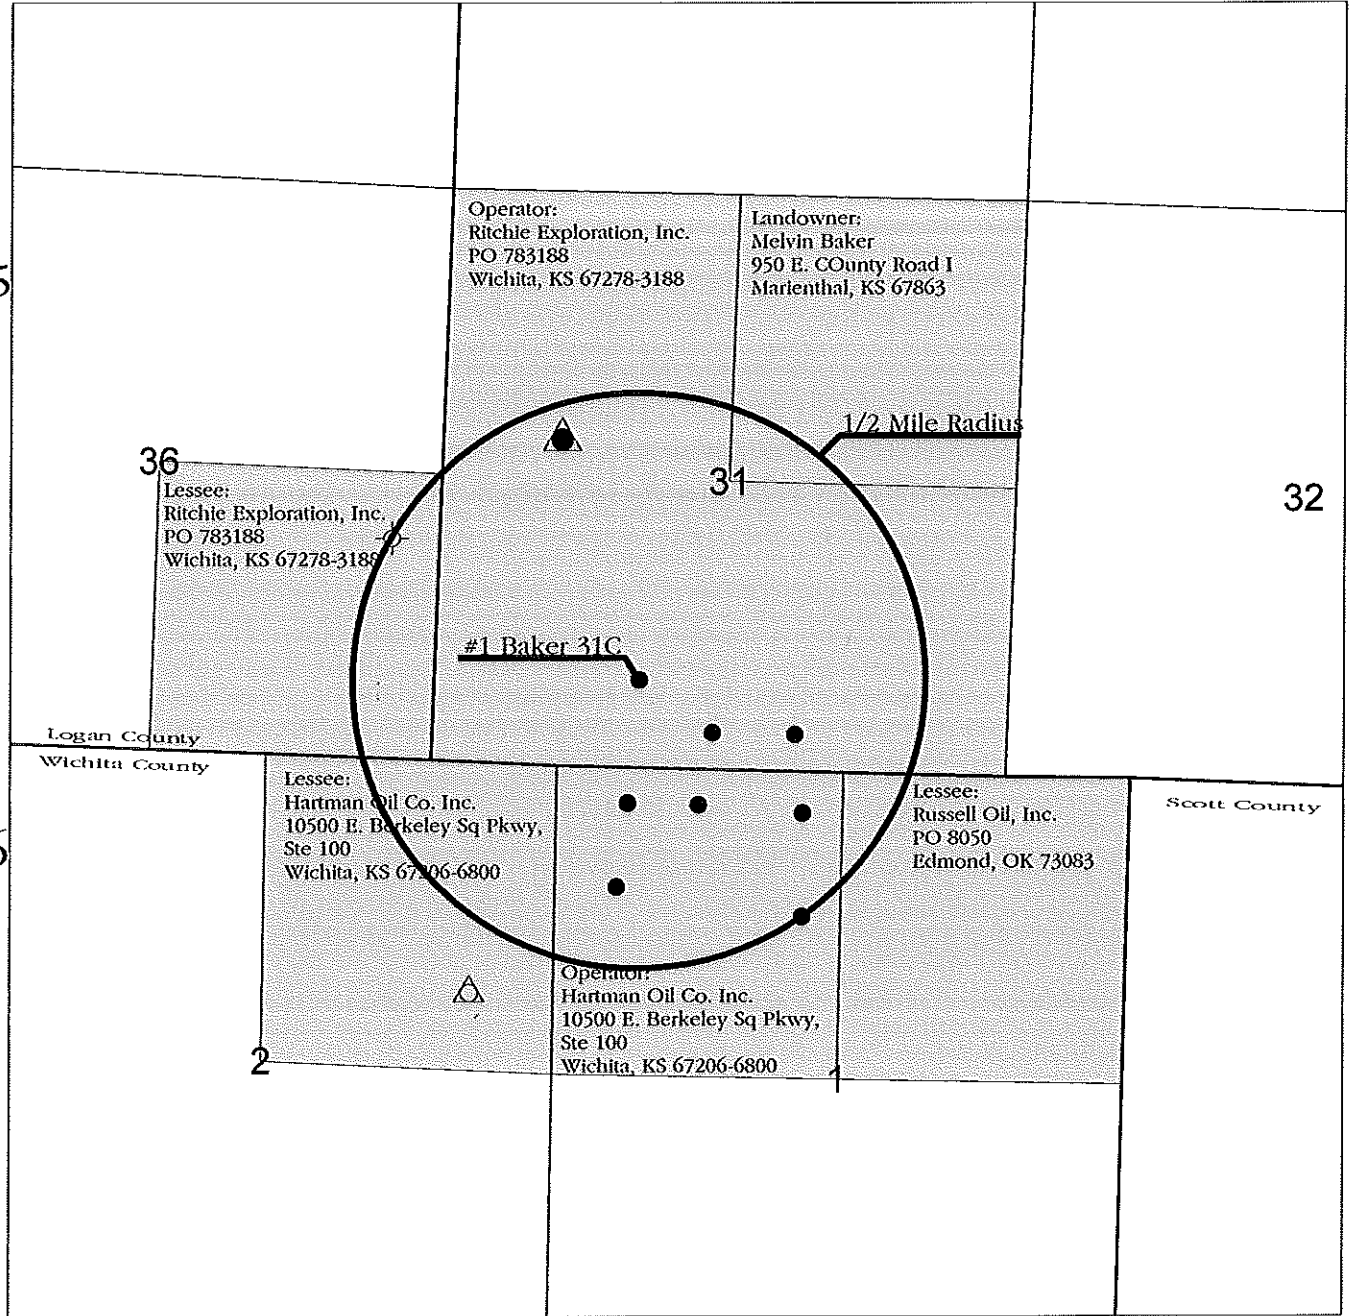 Operator:
Ritchie Exploration, Inc.
PO 783188
Wichita, KS 67278-3188
Landowner:
Melvin Baker
950 E. COunty Road I
Marienthal, KS 67863
1/2 Mile Radius
36
31
32
Lessee:
Ritchie Exploration, Inc.
PO 783188
Wichita, KS 67278-3188
#1 Baker 31C
Logan County
Wichita County
Scott County
Lessee:
Hartman Oil Co. Inc.
10500 E. Berkeley Sq Pkwy,
Ste 100
Wichita, KS 67206-6800
Lessee:
Russell Oil, Inc.
PO 8050
Edmond, OK 73083
Operator:
Hartman Oil Co. Inc.
10500 E. Berkeley Sq Pkwy,
Ste 100
Wichita, KS 67206-6800
2
1